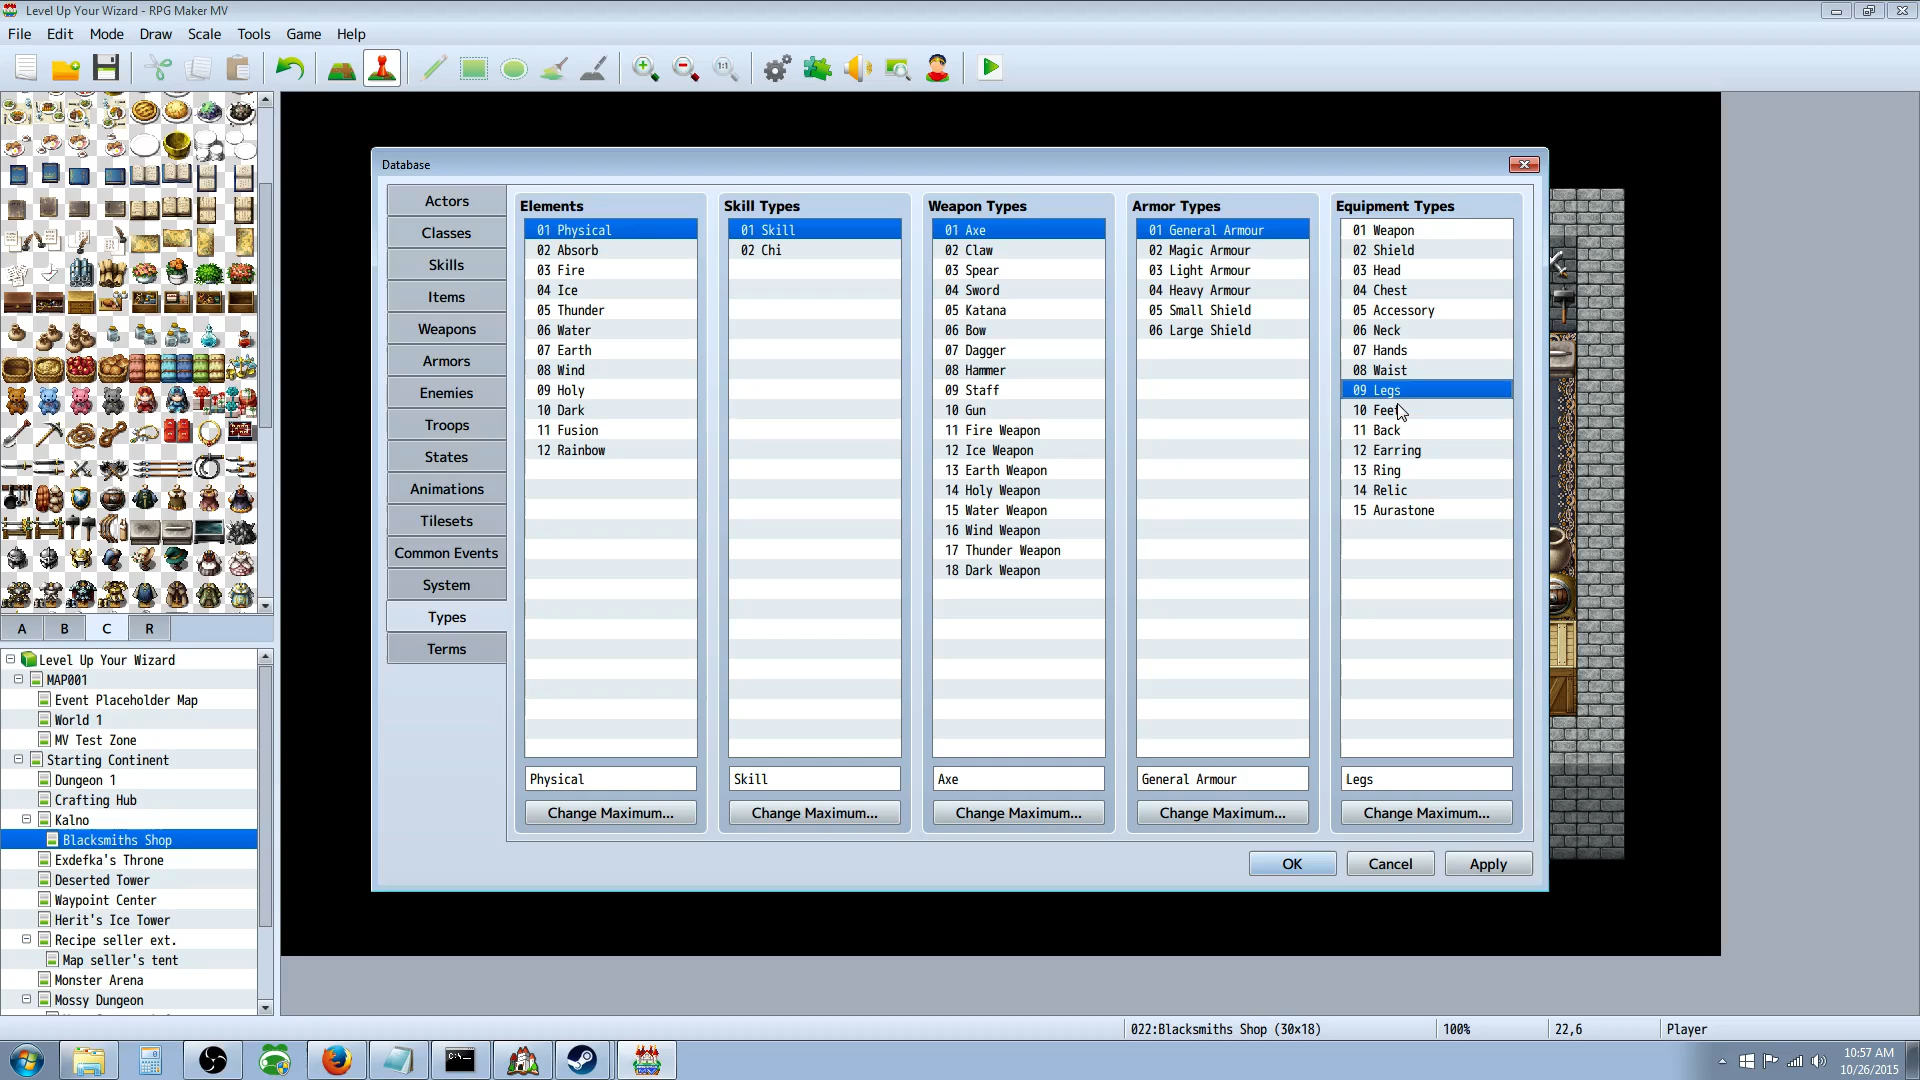 Level Up Your Wizard - RPG Maker MV
File Edit Mode Draw Scale Tools Game Help
1:1
Database
Actors
Classes
Skills
Items
Weapons
Armors
Enemies
Troops
States
Animations
Tilesets
Common Events
System
Types
Terms
Elements
01 Physical
02 Absorb
03 Fire
04 Ice
05 Thunder
06 Water
07 Earth
08 Wind
09 Holy
10 Dark
11 Fusion
12 Rainbow
Physical
Change Maximum...
Skill Types
01 Skill
02 Chi
Skill
Change Maximum...
Weapon Types
01 Axe
02 Claw
03 Spear
04 Sword
05 Katana
06 Bow
07 Dagger
08 Hammer
09 Staff
10 Gun
11 Fire Weapon
12 Ice Weapon
13 Earth Weapon
14 Holy Weapon
15 Water Weapon
16 Wind Weapon
17 Thunder Weapon
18 Dark Weapon
Axe
Change Maximum...
Armor Types
01 General Armour
02 Magic Armour
03 Light Armour
04 Heavy Armour
05 Small Shield
06 Large Shield
General Armour
Change Maximum...
Equipment Types
01 Weapon
02 Shield
03 Head
04 Chest
05 Accessory
06 Neck
07 Hands
08 Waist
09 Legs
10 Feet
11 Back
12 Earring
13 Ring
14 Relic
15 Aurastone
Legs
Change Maximum...
OK Cancel Apply
A B C R
Level Up Your Wizard
MAP001
Event Placeholder Map
World 1
MV Test Zone
Starting Continent
Dungeon 1
Crafting Hub
Kalno
Blacksmiths Shop
Exdefka's Throne
Deserted Tower
Waypoint Center
Herit's Ice Tower
Recipe seller ext.
Map seller's tent
Monster Arena
Mossy Dungeon
022:Blacksmiths Shop (30x18) 100% 22,6 Player
10:57 AM
10/26/2015